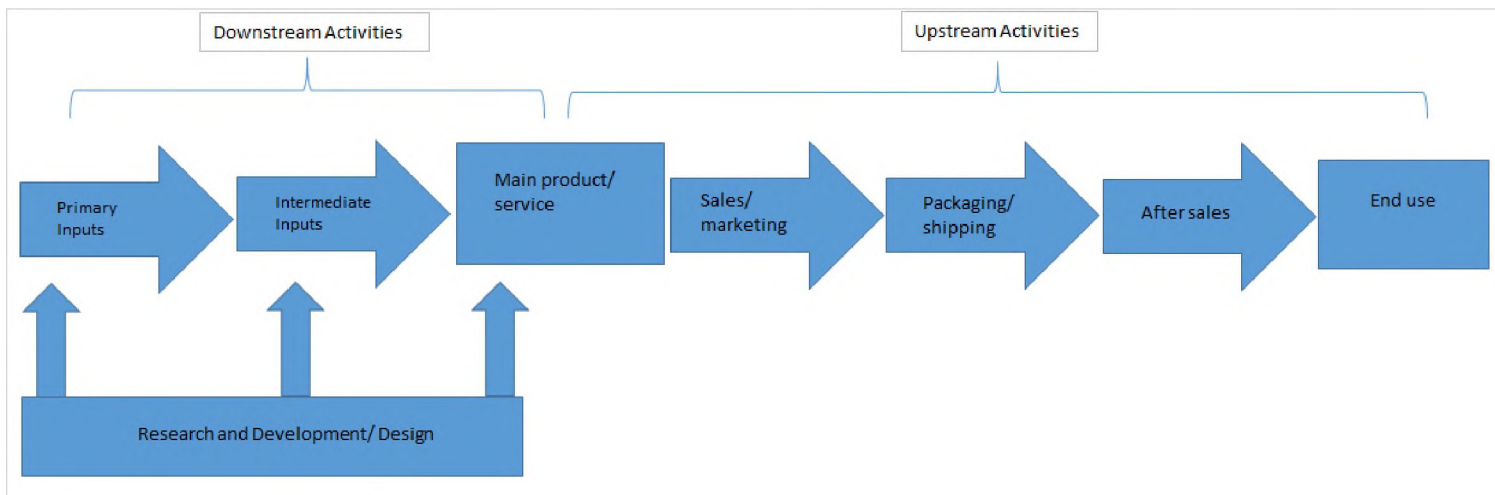 Downstream Activities
Upstream Activities
Primary
Inputs
Intermediate
Inputs
Main product/
service
Sales/
marketing
Packaging/
shipping
After sales
End use
Research and Development/ Design